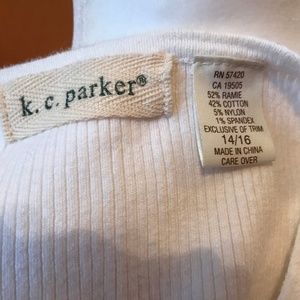 k. c. parker®
RN 57420
CA 19505
52% RAMIE
42% COTTON
5% NYLON
1% SPANDEX
EXCLUSIVE OF TRIM
14/16
MADE IN CHINA
CARE OVER